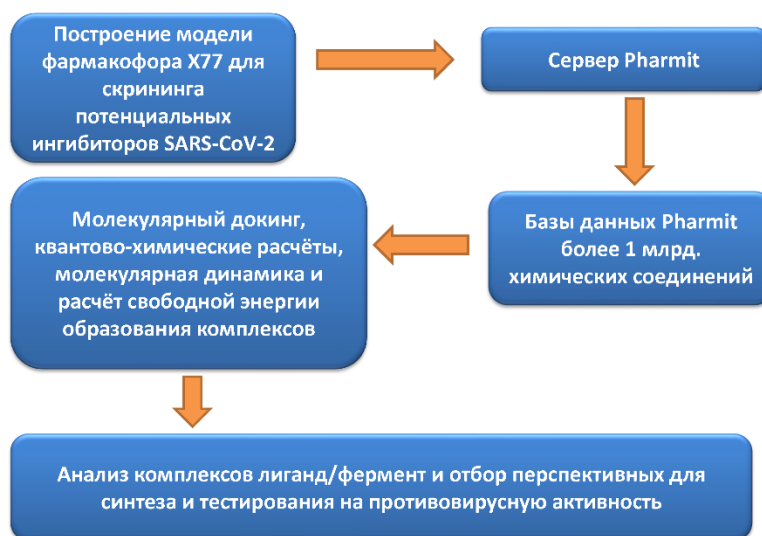 Построение модели
фармакофора X77 для
скрининга
потенциальных
ингибиторов SARS-CoV-2
Сервер Pharmit
Базы данных Pharmit
более 1 млрд.
химических соединений
Молекулярный докинг,
квантово-химические расчёты,
молекулярная динамика и
расчёт свободной энергии
образования комплексов
Анализ комплексов лиганд/фермент и отбор перспективных для
синтеза и тестирования на противовирусную активность